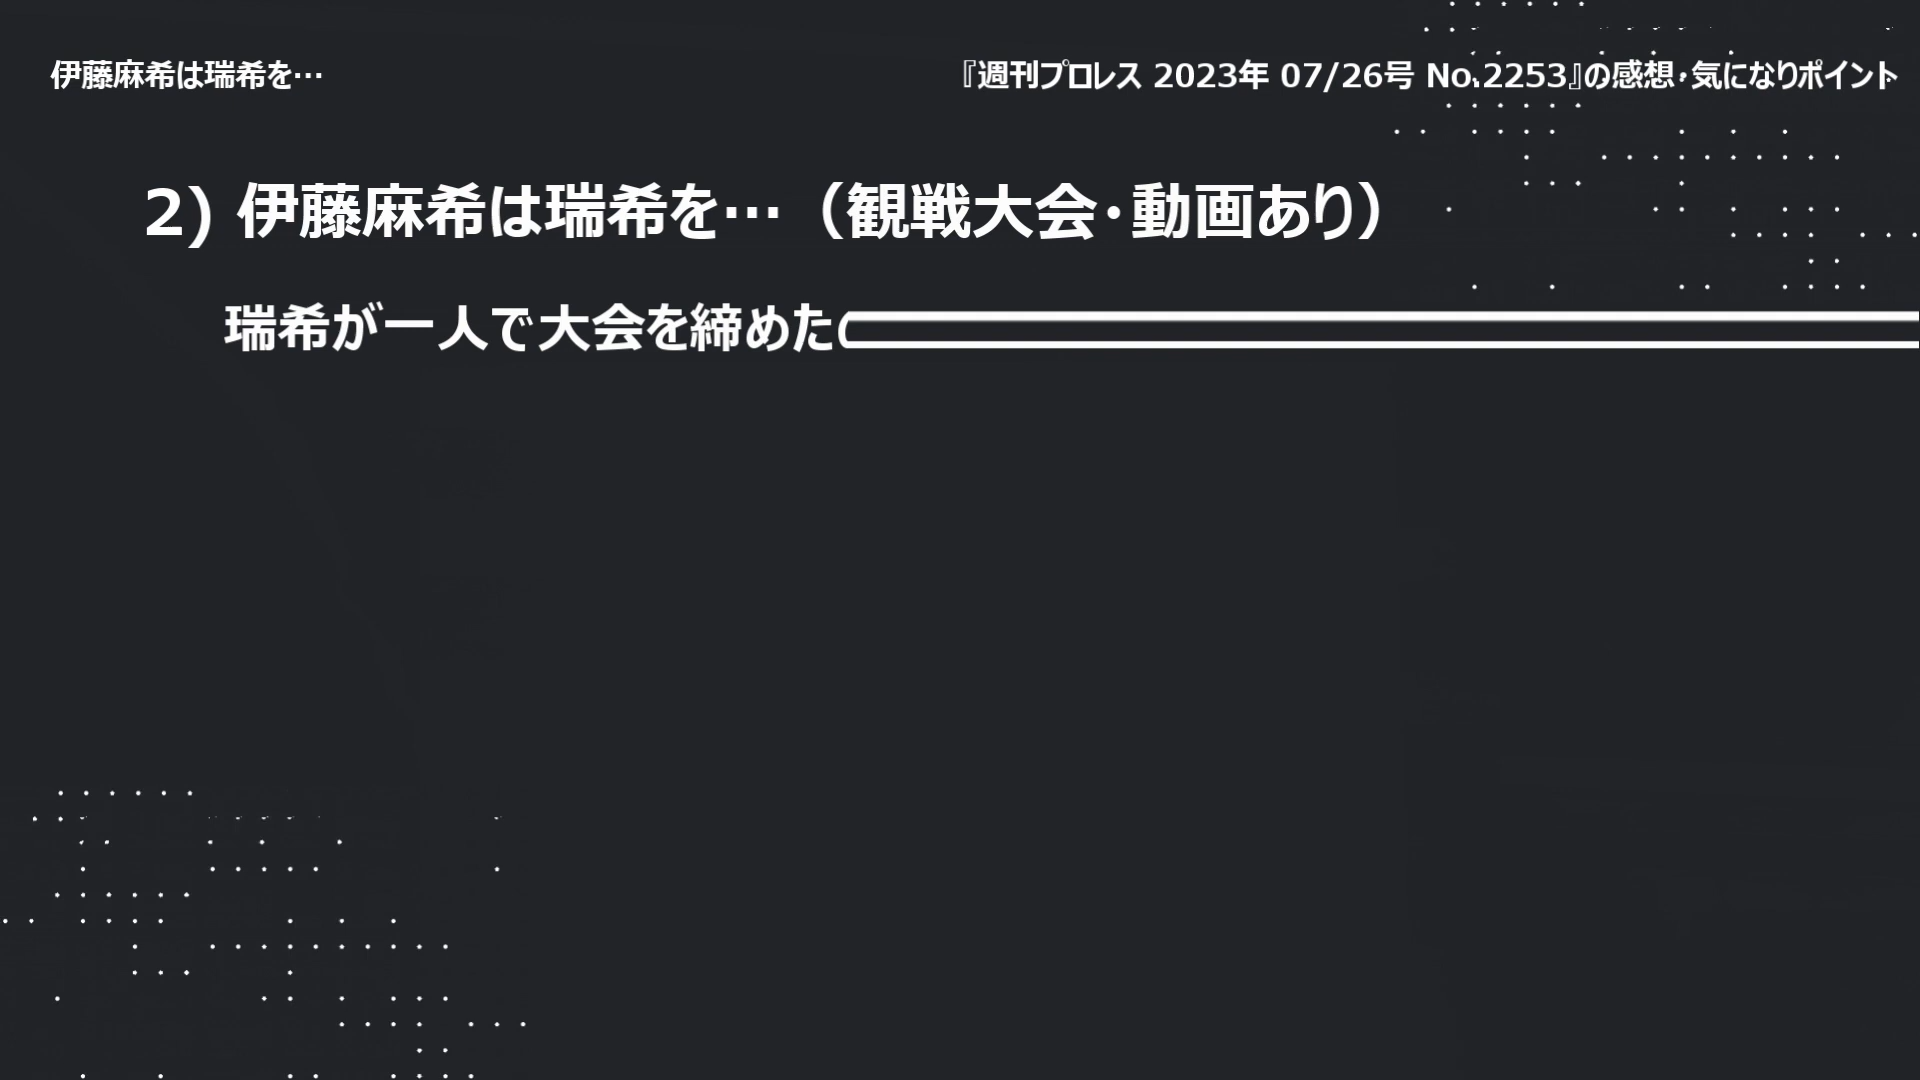 伊藤麻希は瑞希を…
『週刊プロレス 2023年 07/26号 No.2253』の感想・気になりポイント
2) 伊藤麻希は瑞希を…（観戦大会・動画あり）
瑞希が一人で大会を締めた